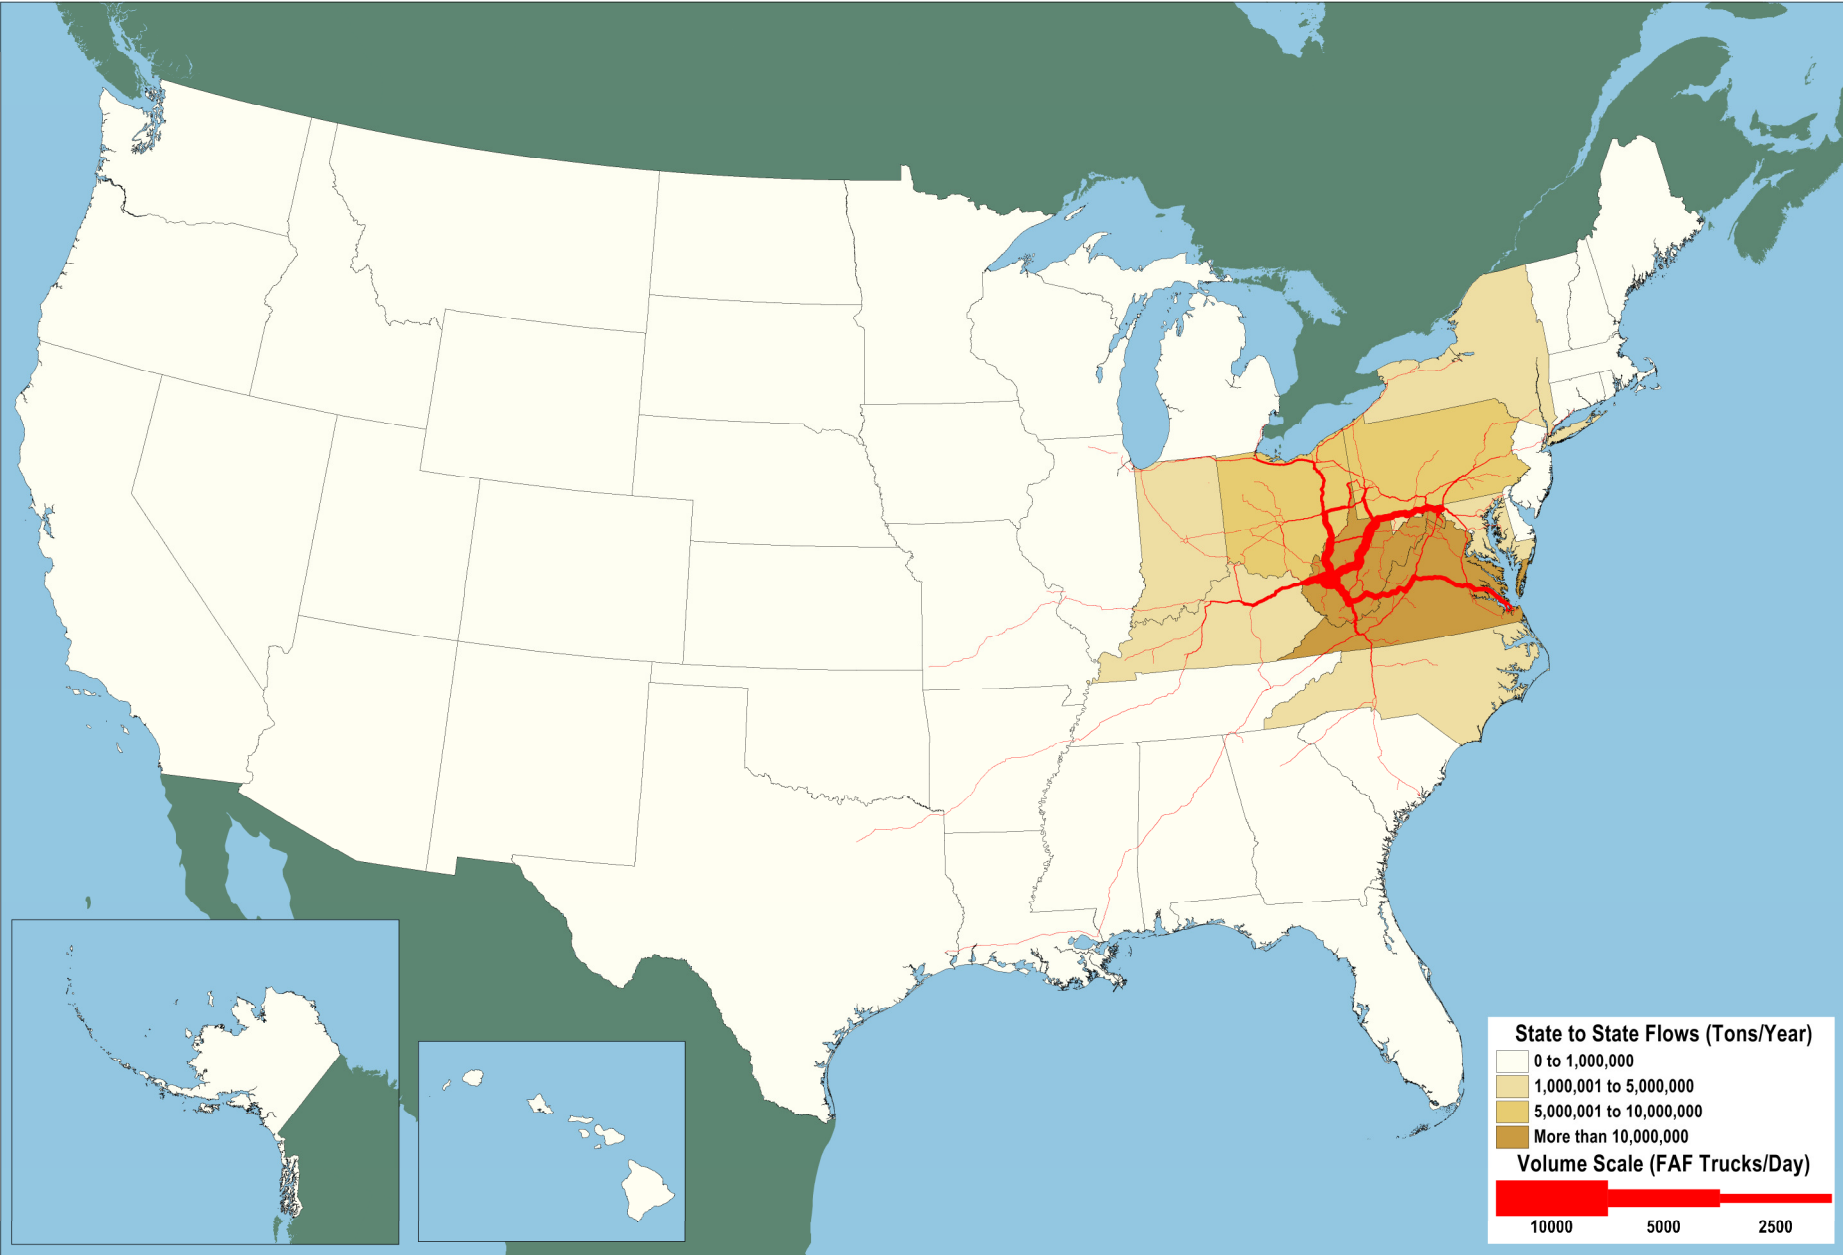 State to State Flows (Tons/Year)
0 to 1,000,000
1,000,001 to 5,000,000
5,000,001 to 10,000,000
More than 10,000,000
Volume Scale (FAF Trucks/Day)
10000 5000 2500